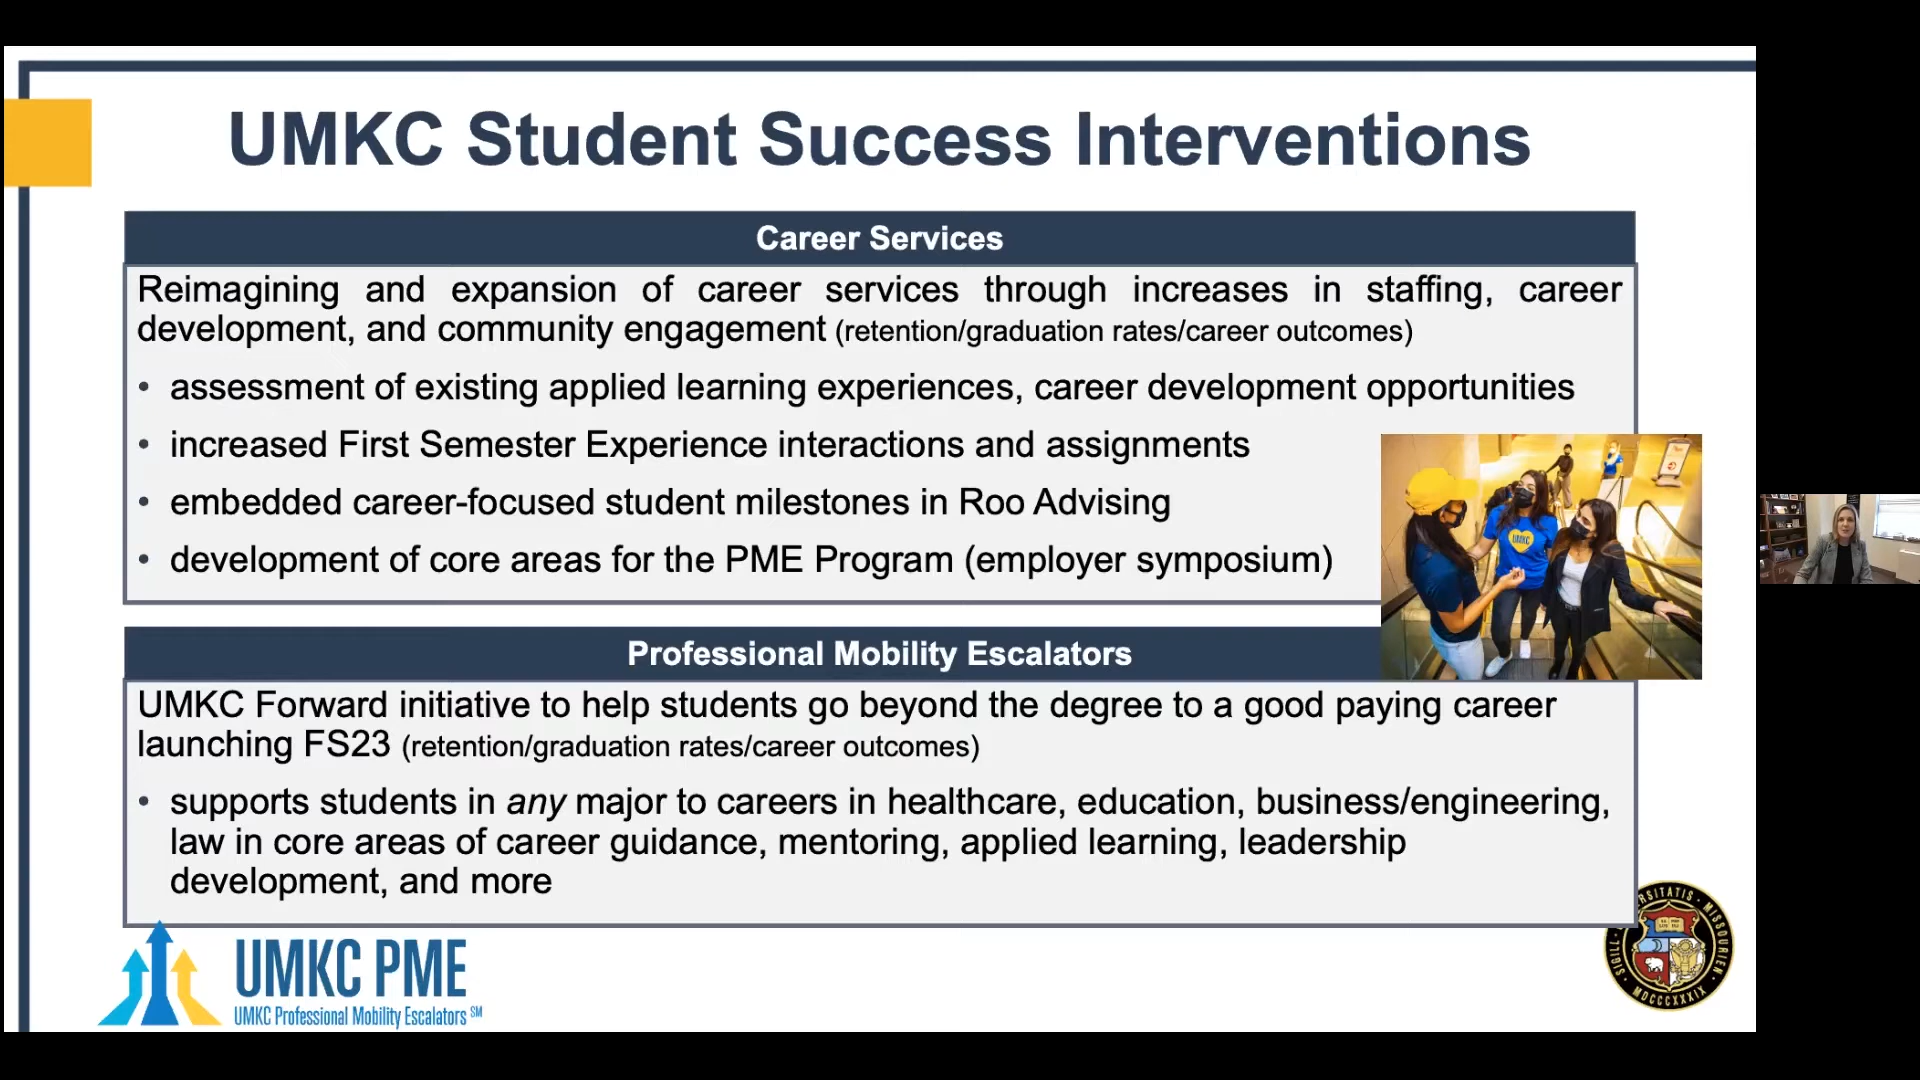 UMKC Student Success Interventions
Career Services
Reimagining and expansion of career services through increases in staffing, career
development, and community engagement (retention/graduation rates/career outcomes)
• assessment of existing applied learning experiences, career development opportunities
• increased First Semester Experience interactions and assignments
• embedded career-focused student milestones in Roo Advising
• development of core areas for the PME Program (employer symposium)
UMKC
Professional Mobility Escalators
UMKC Forward initiative to help students go beyond the degree to a good paying career
launching FS23 (retention/graduation rates/career outcomes)
• supports students in any major to careers in healthcare, education, business/engineering,
law in core areas of career guidance, mentoring, applied learning, leadership
development, and more
UMKC PME
UMKC Professional Mobility Escalators SM
SIGILL
MISSOURIEN
MDCCCXXXIX